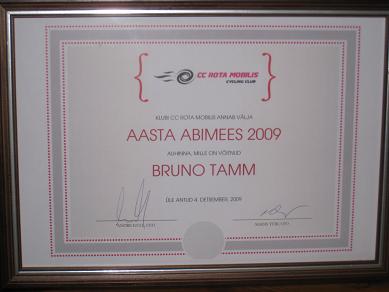 CC ROTA MOBILIS
CYCLING CLUB
KLUBI CC ROTA MOBILIS ANNAB VÄLJA
AASTA ABIMEES 2009
AUHINNA, MILLE ON VÕITNUD
BRUNO TAMM
ÜLE ANTUD 4. DETSEMBER, 2009